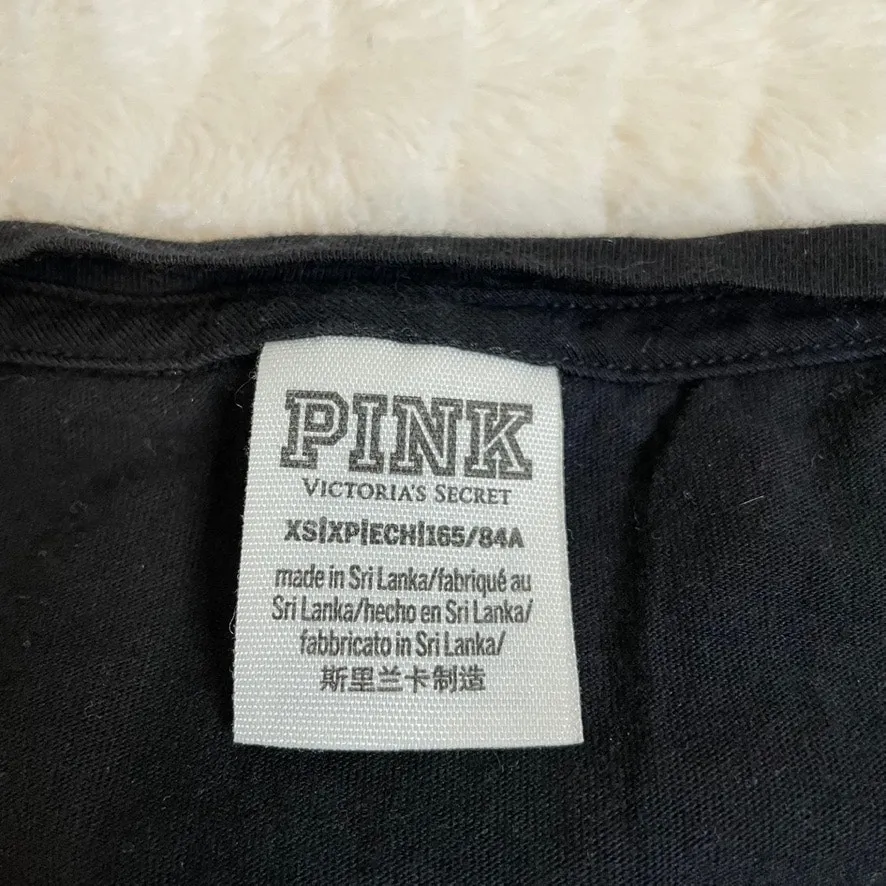 PINK
VICTORIA'S SECRET
XS|XP|ECH|165/84A
made in Sri Lanka/fabriqué au
Sri Lanka/hecho en Sri Lanka/
fabbricato in Sri Lanka/
斯里兰卡制造